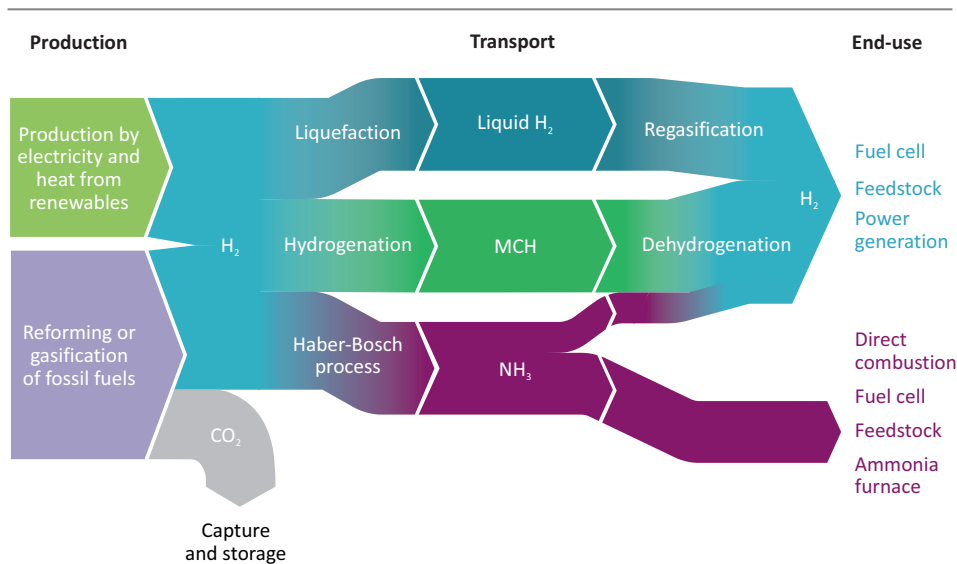 Production
Transport
End-use
Production by
electricity and
heat from
renewables
Reforming or
gasification
of fossil fuels
H₂
CO₂
Capture
and storage
Liquefaction
Liquid H₂
Regasification
Hydrogenation
MCH
Dehydrogenation
Haber-Bosch
process
NH₃
H₂
Fuel cell
Feedstock
Power
generation
Direct
combustion
Fuel cell
Feedstock
Ammonia
furnace